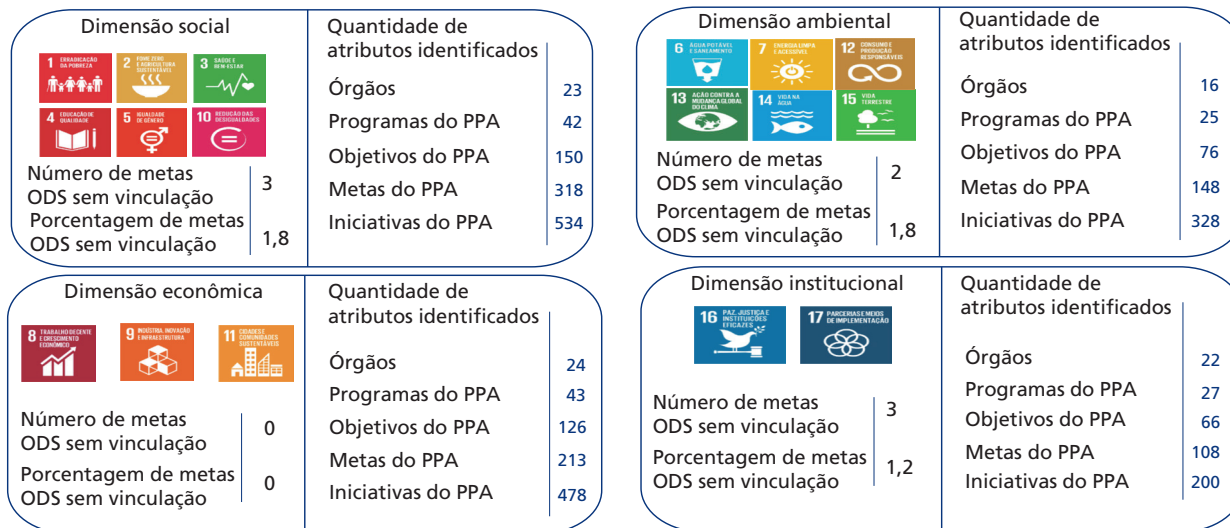 Dimensão social
1 ERRADICAÇÃO
DA POBREZA
2 FOME ZERO
E AGRICULTURA
SUSTENTÁVEL
3 SAÚDE E
BEM-ESTAR
4 EDUCAÇÃO DE
QUALIDADE
5 IGUALDADE
DE GÊNERO
10 REDUÇÃO DAS
DESIGUALDADES
Número de metas
ODS sem vinculação 3
Porcentagem de metas
ODS sem vinculação 1,8
Quantidade de
atributos identificados
Órgãos 23
Programas do PPA 42
Objetivos do PPA 150
Metas do PPA 318
Iniciativas do PPA 534
Dimensão ambiental
6 ÁGUA POTÁVEL
E SANEAMENTO
7 ENERGIA LIMPA
E ACESSÍVEL
12 CONSUMO E
PRODUÇÃO
RESPONSÁVEIS
13 AÇÃO CONTRA A
MUDANÇA GLOBAL
DO CLIMA
14 VIDA NA
ÁGUA
15 VIDA
TERRESTRE
Número de metas
ODS sem vinculação 2
Porcentagem de metas
ODS sem vinculação 1,8
Quantidade de
atributos identificados
Órgãos 16
Programas do PPA 25
Objetivos do PPA 76
Metas do PPA 148
Iniciativas do PPA 328
Dimensão econômica
8 TRABALHO DECENTE
E CRESCIMENTO
ECONÔMICO
9 INDÚSTRIA, INOVAÇÃO
E INFRAESTRUTURA
11 CIDADES E
COMUNIDADES
SUSTENTÁVEIS
Número de metas
ODS sem vinculação 0
Porcentagem de metas
ODS sem vinculação 0
Quantidade de
atributos identificados
Órgãos 24
Programas do PPA 43
Objetivos do PPA 126
Metas do PPA 213
Iniciativas do PPA 478
Dimensão institucional
16 PAZ, JUSTIÇA E
INSTITUIÇÕES
EFICAZES
17 PARCERIAS E MEIOS
DE IMPLEMENTAÇÃO
Número de metas
ODS sem vinculação 3
Porcentagem de metas
ODS sem vinculação 1,2
Quantidade de
atributos identificados
Órgãos 22
Programas do PPA 27
Objetivos do PPA 66
Metas do PPA 108
Iniciativas do PPA 200